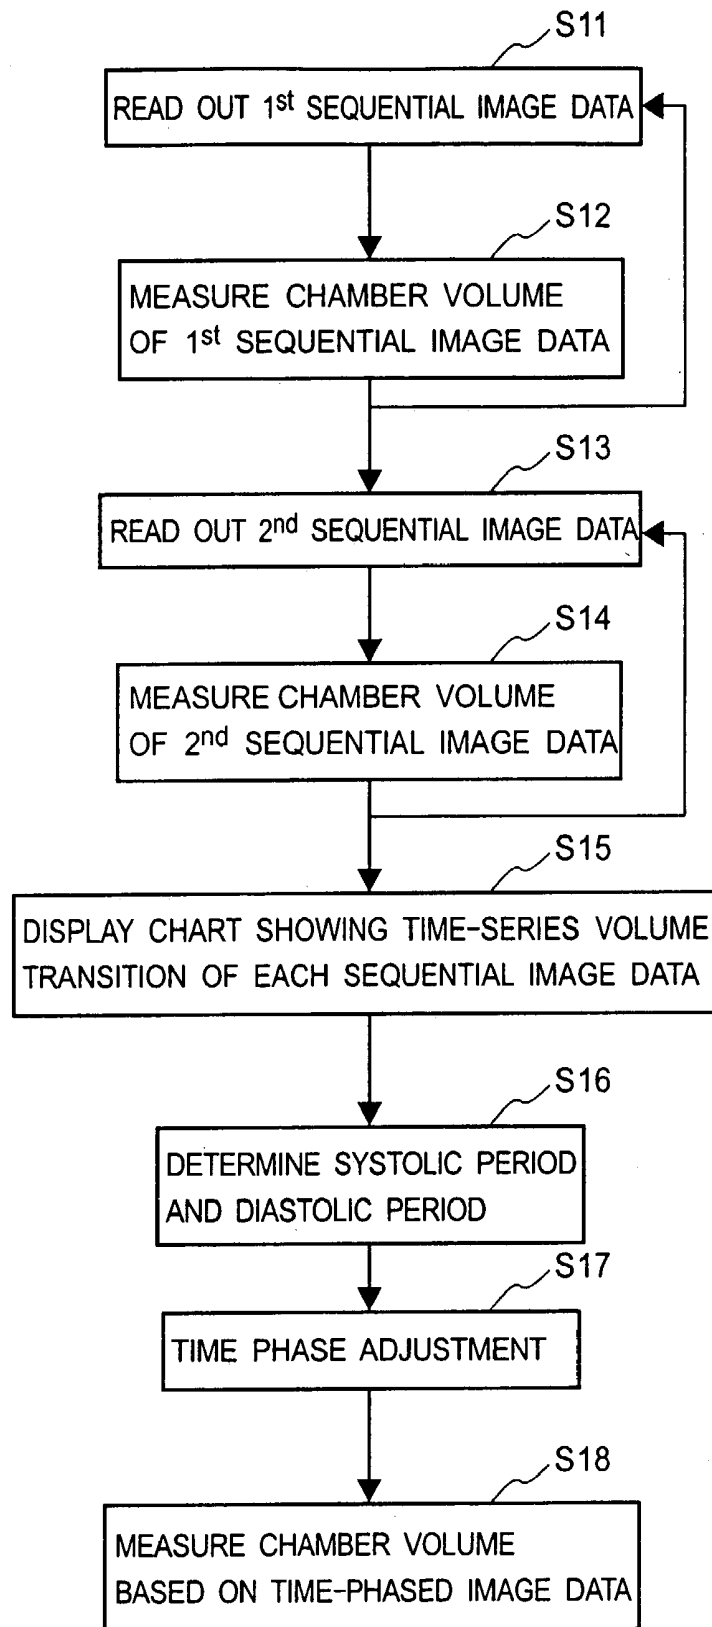 S11
READ OUT 1st SEQUENTIAL IMAGE DATA
S12
MEASURE CHAMBER VOLUME
OF 1st SEQUENTIAL IMAGE DATA
S13
READ OUT 2nd SEQUENTIAL IMAGE DATA
S14
MEASURE CHAMBER VOLUME
OF 2nd SEQUENTIAL IMAGE DATA
S15
DISPLAY CHART SHOWING TIME-SERIES VOLUME
TRANSITION OF EACH SEQUENTIAL IMAGE DATA
S16
DETERMINE SYSTOLIC PERIOD
AND DIASTOLIC PERIOD
S17
TIME PHASE ADJUSTMENT
S18
MEASURE CHAMBER VOLUME
BASED ON TIME-PHASED IMAGE DATA